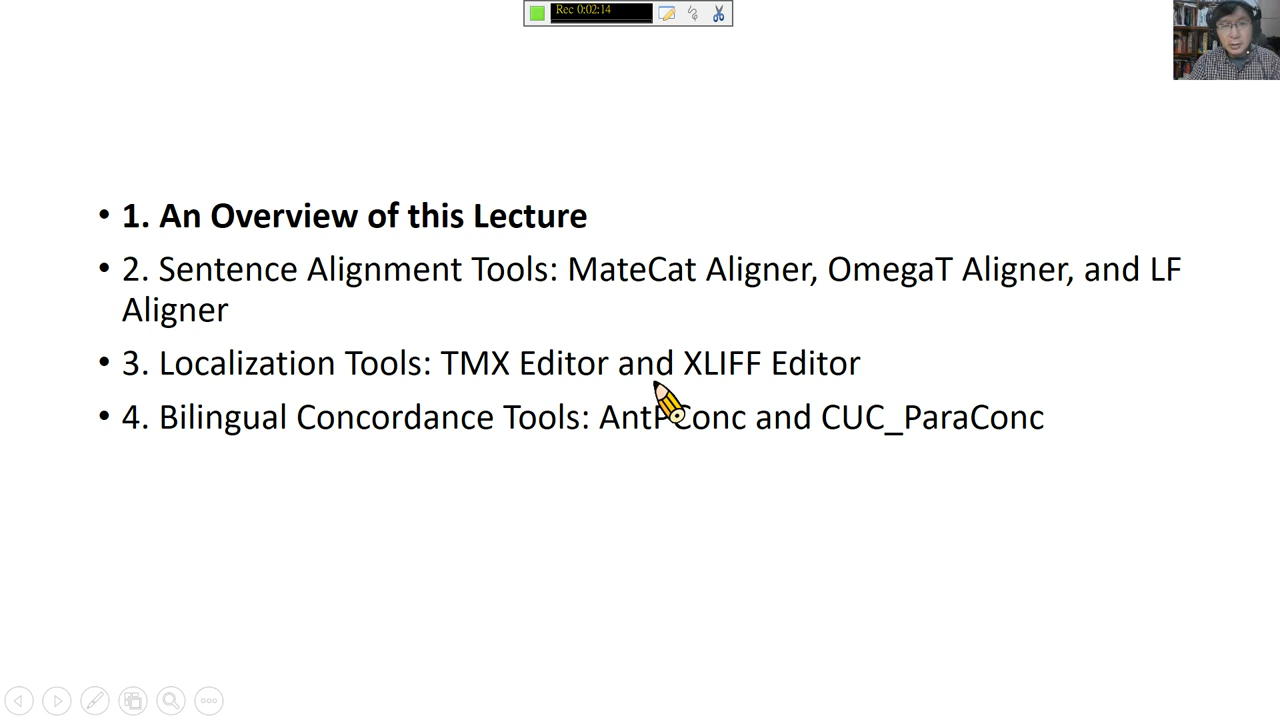 Rec 0:02:14
• 1. An Overview of this Lecture
• 2. Sentence Alignment Tools: MateCat Aligner, OmegaT Aligner, and LF
Aligner
• 3. Localization Tools: TMX Editor and XLIFF Editor
• 4. Bilingual Concordance Tools: AntPConc and CUC_ParaConc